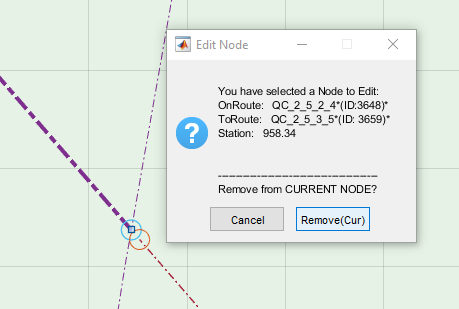 Edit Node
You have selected a Node to Edit:
OnRoute: QC_2_5_2_4*(ID:3648)*
ToRoute: QC_2_5_3_5*(ID: 3659)*
Station: 958.34
------------------------------
Remove from CURRENT NODE?
Cancel Remove(Cur)